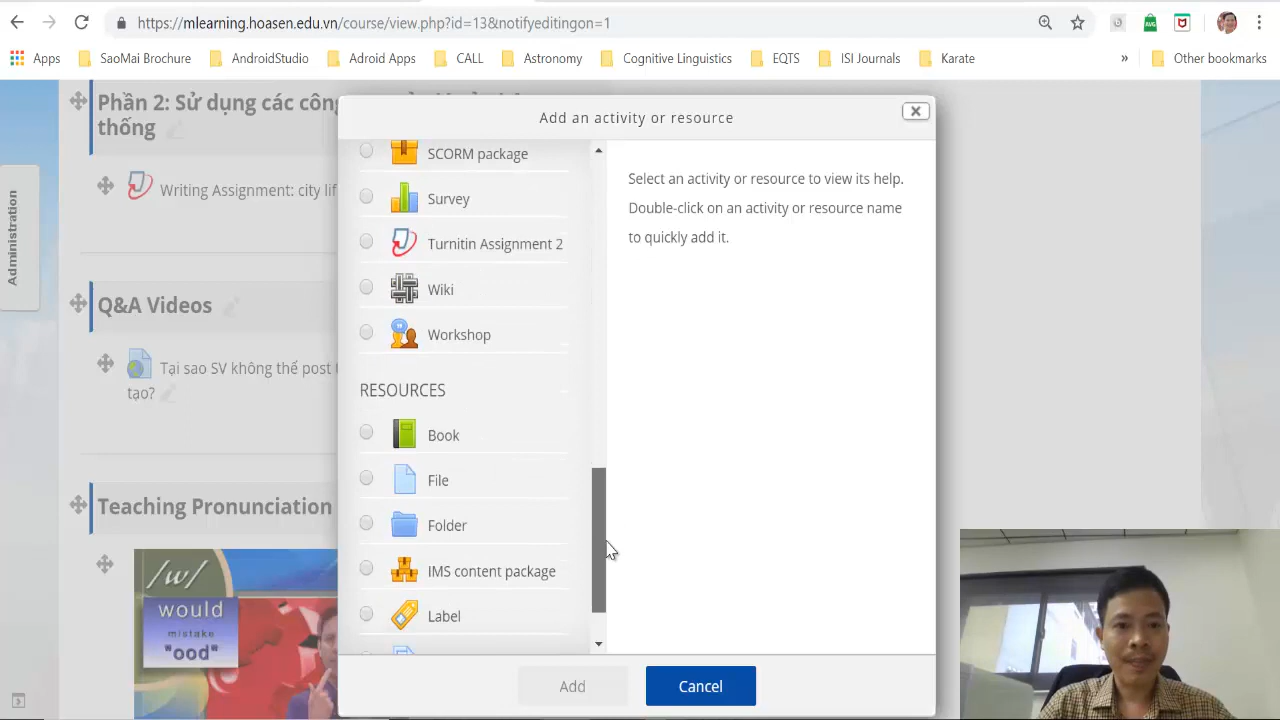 https://mlearning.hoasen.edu.vn/course/view.php?id=13&notifyeditingon=1
Apps SaoMai Brochure AndroidStudio Adroid Apps CALL Astronomy Cognitive Linguistics EQTS ISI Journals Karate » Other bookmarks
Administration
Phần 2: Sử dụng các công
thống
Writing Assignment: city lif
Q&A Videos
Tại sao SV không thể post t
tạo?
Teaching Pronunciation
/w/
would
mistake
"ood"
Add an activity or resource
SCORM package
Survey
Turnitin Assignment 2
Wiki
Workshop
RESOURCES
Book
File
Folder
IMS content package
Label
Select an activity or resource to view its help.
Double-click on an activity or resource name
to quickly add it.
Add
Cancel